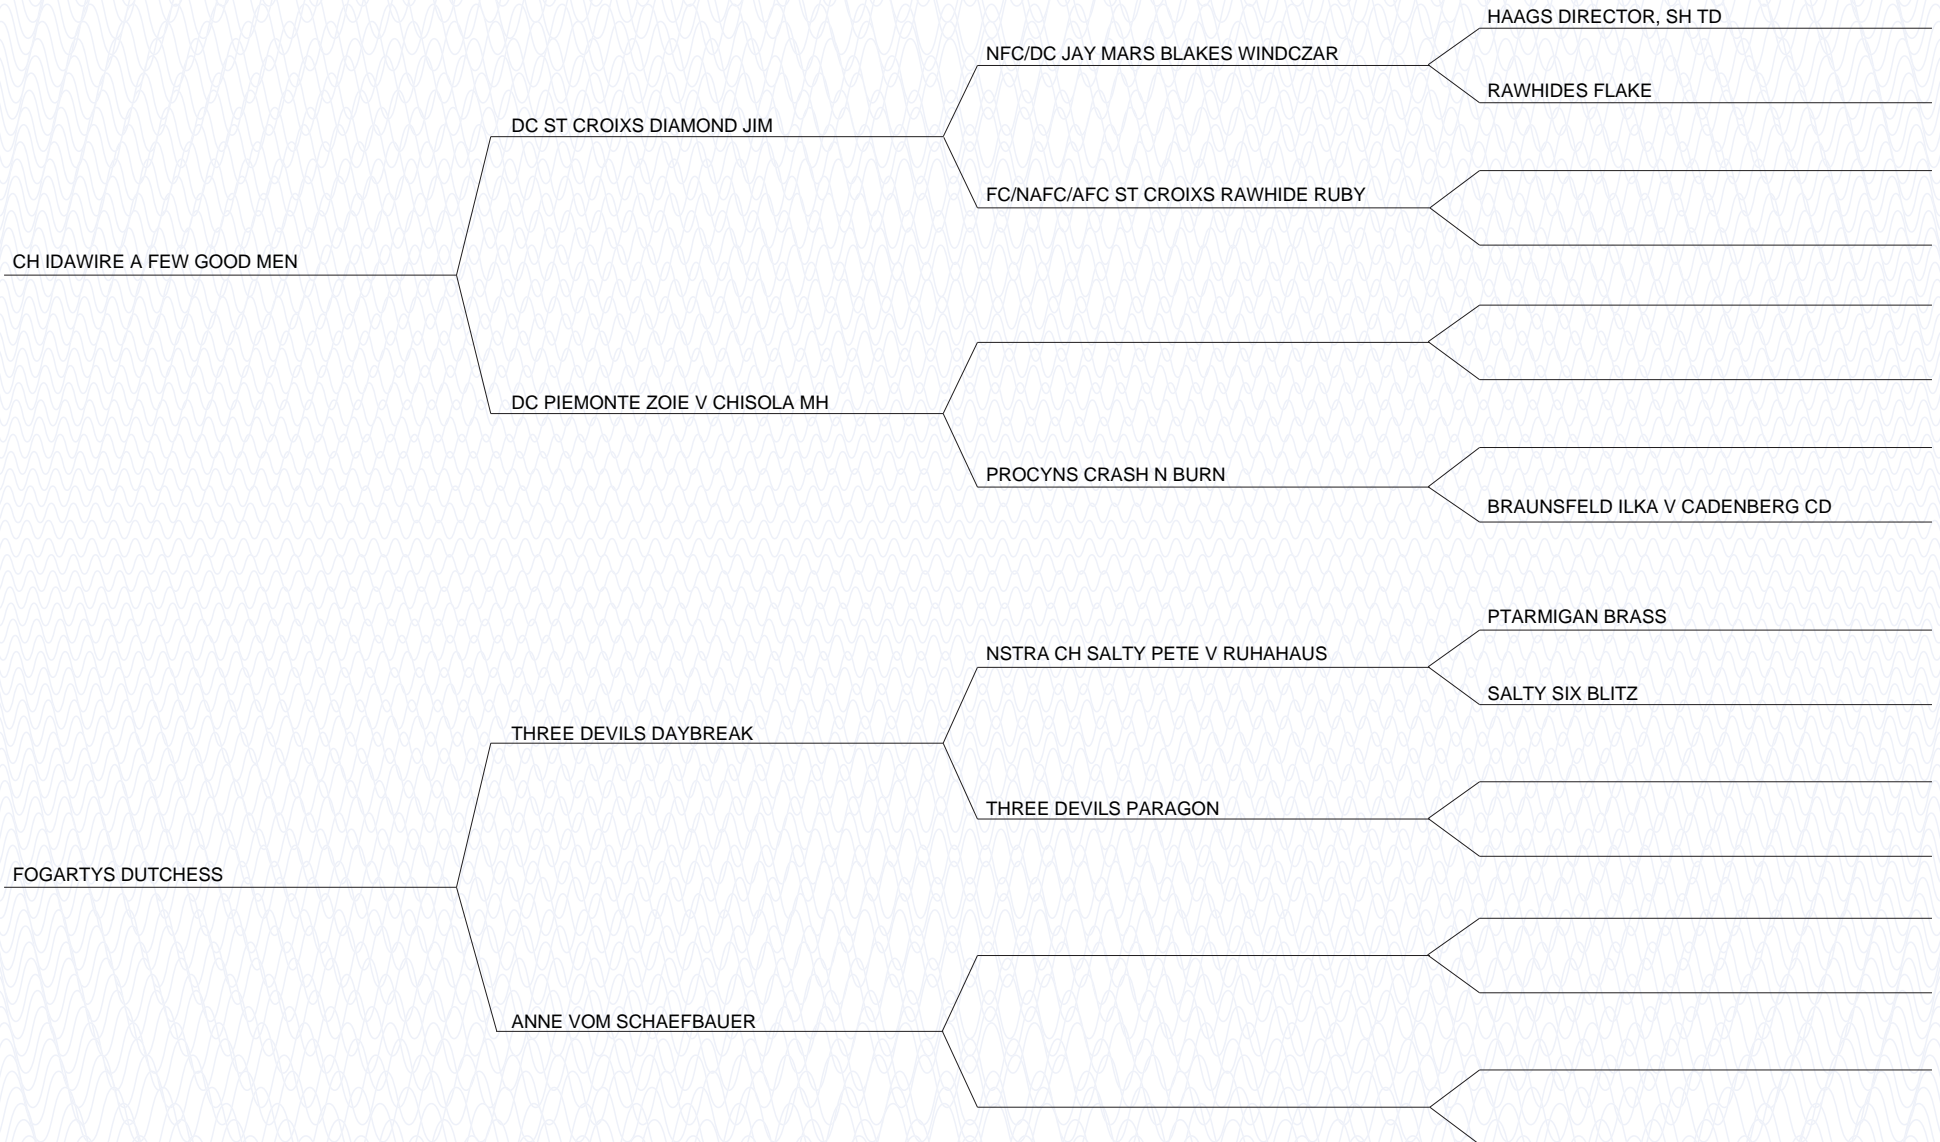 HAAGS DIRECTOR, SH TD
NFC/DC JAY MARS BLAKES WINDCZAR
RAWHIDES FLAKE
DC ST CROIXS DIAMOND JIM
FC/NAFC/AFC ST CROIXS RAWHIDE RUBY
CH IDAWIRE A FEW GOOD MEN
DC PIEMONTE ZOIE V CHISOLA MH
PROCYNS CRASH N BURN
BRAUNSFELD ILKA V CADENBERG CD
PTARMIGAN BRASS
NSTRA CH SALTY PETE V RUHAHAUS
SALTY SIX BLITZ
THREE DEVILS DAYBREAK
THREE DEVILS PARAGON
FOGARTYS DUTCHESS
ANNE VOM SCHAEFBAUER